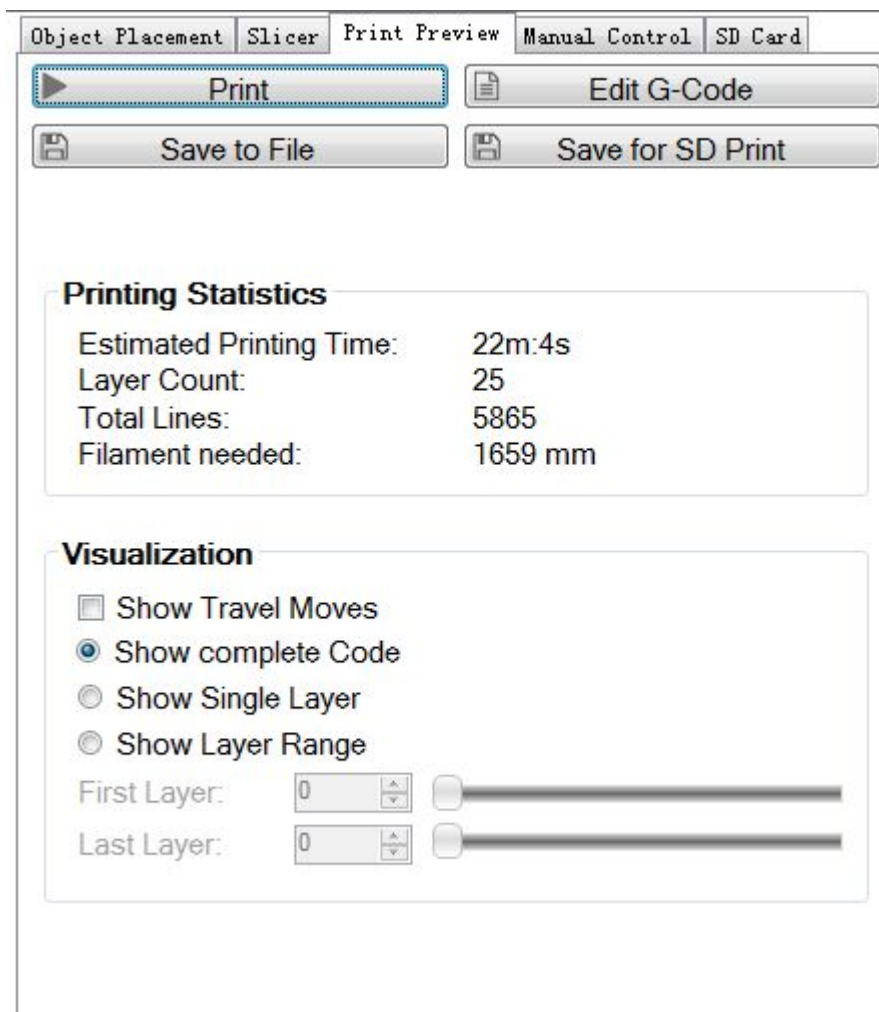 Object Placement Slicer Print Preview Manual Control SD Card
Print Edit G-Code
Save to File Save for SD Print
Printing Statistics
Estimated Printing Time: 22m:4s
Layer Count: 25
Total Lines: 5865
Filament needed: 1659 mm
Visualization
Show Travel Moves
Show complete Code
Show Single Layer
Show Layer Range
First Layer: 0
Last Layer: 0